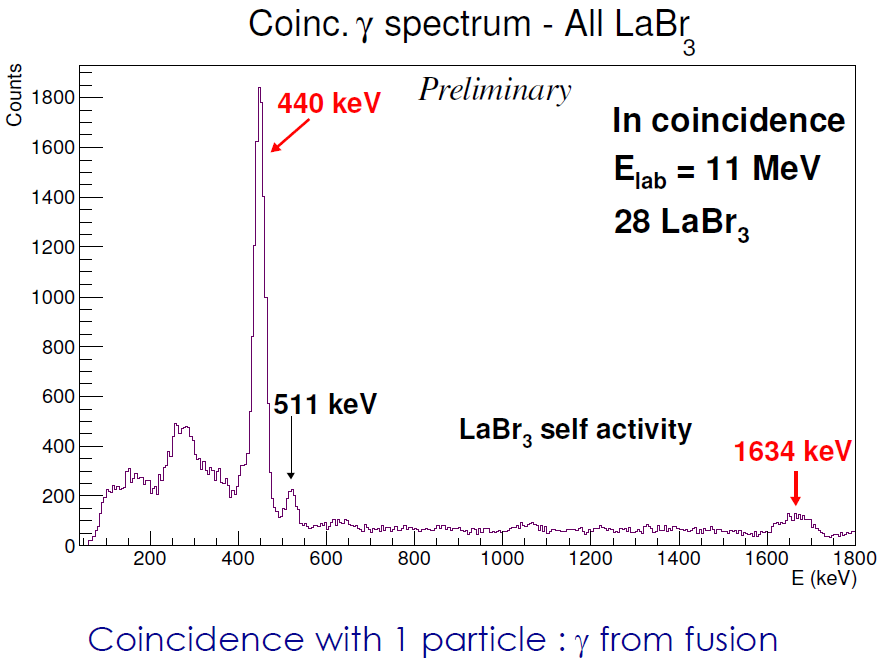 Coinc. γ spectrum - All LaBr3
Preliminary
Counts
440 keV
In coincidence
Elab = 11 MeV
28 LaBr3
511 keV
LaBr3 self activity
1634 keV
1800
1600
1400
1200
1000
800
600
400
200
0
200 400 600 800 1000 1200 1400 1600 1800
E (keV)
Coincidence with 1 particle : γ from fusion